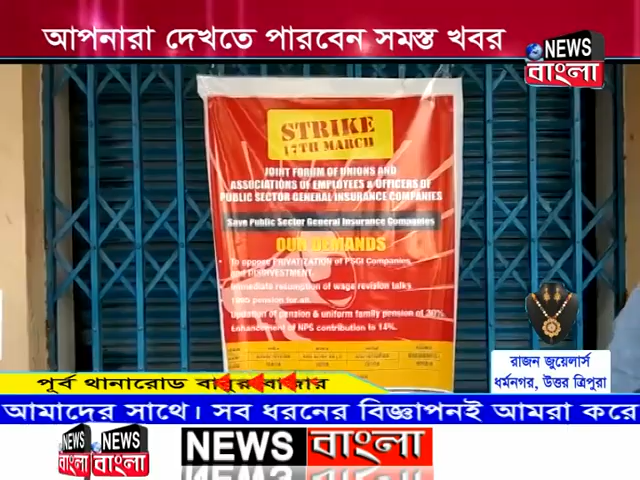 আপনারা দেখতে পারবেন সমস্ত খবর
NEWS
বাংলা
STRIKE
17TH MARCH
JOINT FORUM OF UNIONS AND
ASSOCIATIONS OF EMPLOYEES & OFFICERS OF
PUBLIC SECTOR GENERAL INSURANCE COMPANIES
Save Public Sector General Insurance Companies
OUR DEMANDS
To oppose PRIVATIZATION of PSGI Companies
and DISINVESTMENT.
Immediate resumption of wage revision talks
1995 pension for all.
Updation of pension & uniform family pension of 30%
Enhancement of NPS contribution to 14%.
রাজন জুয়েলার্স
ধর্মনগর, উত্তর ত্রিপুরা
পূর্ব থানারোড বাবুর বাজার
আমাদের সাথে। সব ধরনের বিজ্ঞাপনই আমরা করে
NEWS
বাংলা
NEWS
বাংলা
NEWS বাংলা